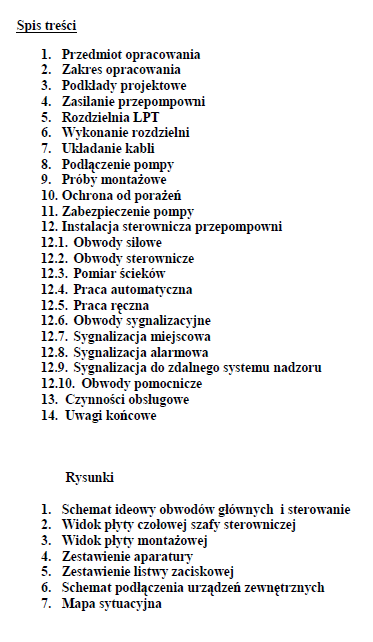 Spis treści
1. Przedmiot opracowania
2. Zakres opracowania
3. Podkłady projektowe
4. Zasilanie przepompowni
5. Rozdzielnia LPT
6. Wykonanie rozdzielni
7. Układanie kabli
8. Podłączenie pompy
9. Próby montażowe
10. Ochrona od porażeń
11. Zabezpieczenie pompy
12. Instalacja sterownicza przepompowni
12.1. Obwody siłowe
12.2. Obwody sterownicze
12.3. Pomiar ścieków
12.4. Praca automatyczna
12.5. Praca ręczna
12.6. Obwody sygnalizacyjne
12.7. Sygnalizacja miejscowa
12.8. Sygnalizacja alarmowa
12.9. Sygnalizacja do zdalnego systemu nadzoru
12.10. Obwody pomocnicze
13. Czynności obsługowe
14. Uwagi końcowe
Rysunki
1. Schemat ideowy obwodów głównych i sterowanie
2. Widok płyty czołowej szafy sterowniczej
3. Widok płyty montażowej
4. Zestawienie aparatury
5. Zestawienie listwy zaciskowej
6. Schemat podłączenia urządzeń zewnętrznych
7. Mapa sytuacyjna